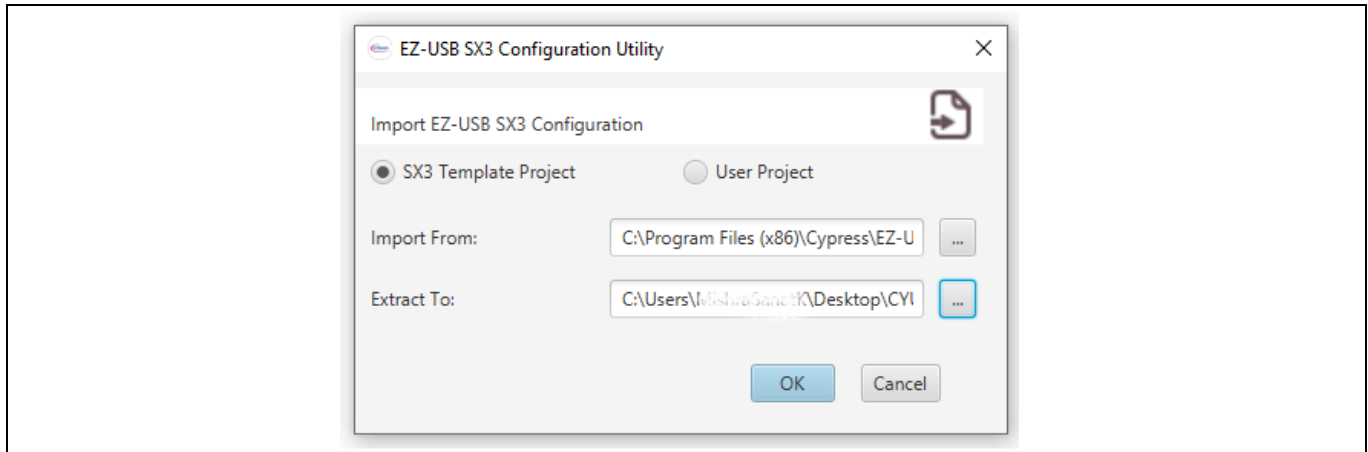 EZ-USB SX3 Configuration Utility
Import EZ-USB SX3 Configuration
SX3 Template Project User Project
Import From: C:\Program Files (x86)\Cypress\EZ-U ...
Extract To: C:\Users\ \Desktop\CYU ...
OK Cancel